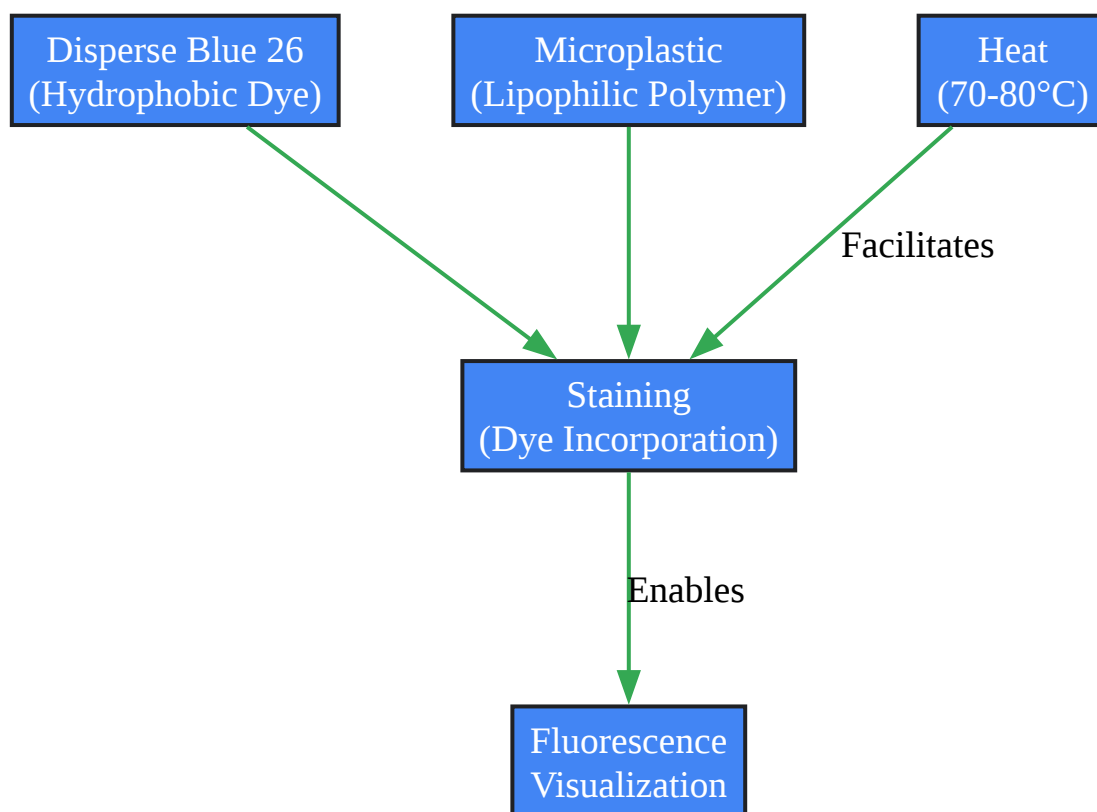 Disperse Blue 26
(Hydrophobic Dye)
Microplastic
(Lipophilic Polymer)
Heat
(70-80°C)
Facilitates
Staining
(Dye Incorporation)
Enables
Fluorescence
Visualization